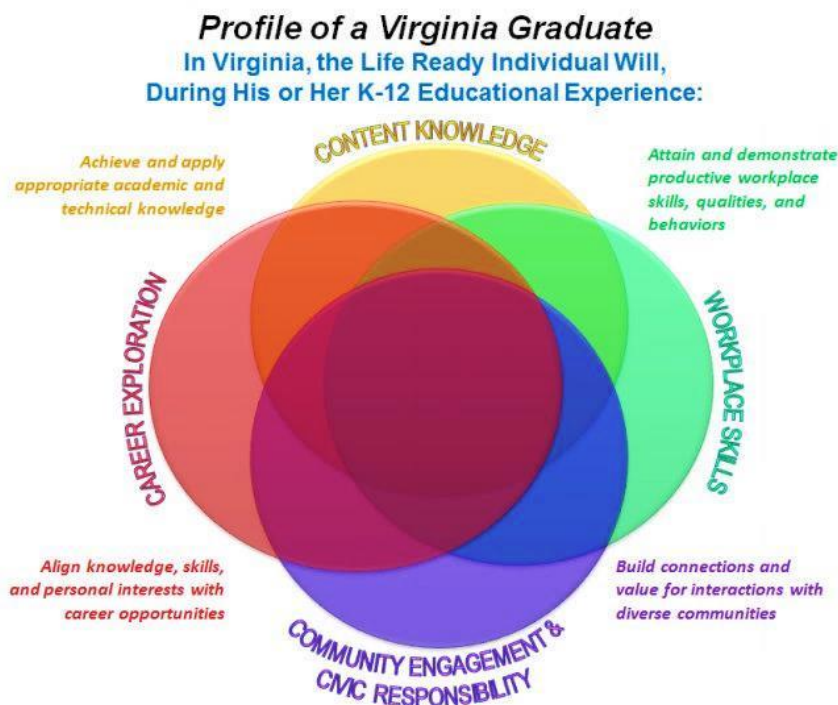 Profile of a Virginia Graduate
In Virginia, the Life Ready Individual Will,
During His or Her K-12 Educational Experience:
CONTENT KNOWLEDGE
Achieve and apply
appropriate academic and
technical knowledge
Attain and demonstrate
productive workplace
skills, qualities, and
behaviors
CAREER EXPLORATION
WORKPLACE SKILLS
Align knowledge, skills,
and personal interests with
career opportunities
Build connections and
value for interactions with
diverse communities
COMMUNITY ENGAGEMENT &
CIVIC RESPONSIBILITY